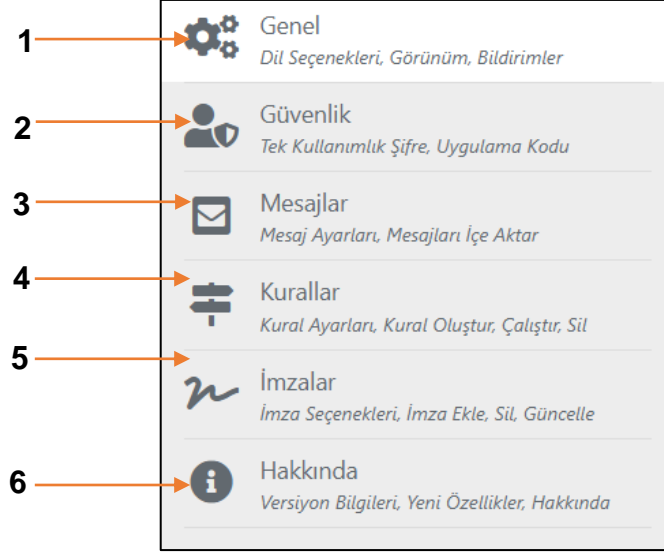 1
Genel
Dil Seçenekleri, Görünüm, Bildirimler
2
Güvenlik
Tek Kullanımlık Şifre, Uygulama Kodu
3
Mesajlar
Mesaj Ayarları, Mesajları İçe Aktar
4
Kurallar
Kural Ayarları, Kural Oluştur, Çalıştır, Sil
5
İmzalar
İmza Seçenekleri, İmza Ekle, Sil, Güncelle
6
Hakkında
Versiyon Bilgileri, Yeni Özellikler, Hakkında